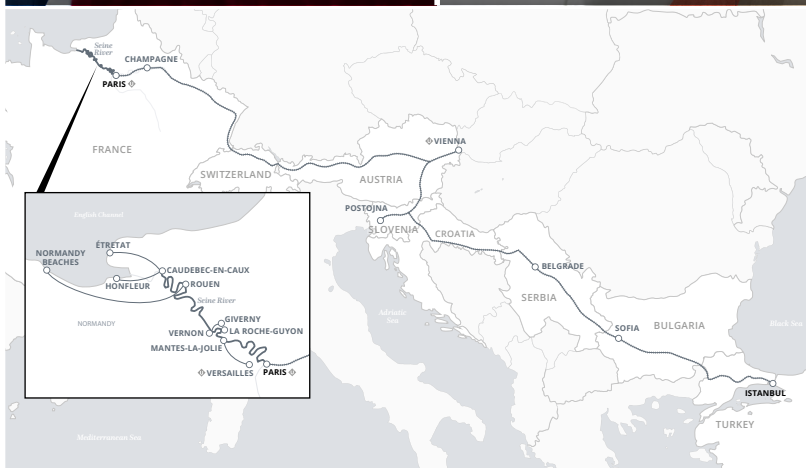 Seine
River
CHAMPAGNE
PARIS
FRANCE
SWITZERLAND
VIENNA
AUSTRIA
POSTOJNA
SLOVENIA
CROATIA
BELGRADE
SERBIA
Adriatic
Sea
SOFIA
BULGARIA
Black Sea
ISTANBUL
TURKEY
Mediterranean Sea
English Channel
ÉTRETAT
NORMANDY
BEACHES
CAUDEBEC-EN-CAUX
HONFLEUR
ROUEN
Seine River
NORMANDY
GIVERNY
VERNON
LA ROCHE-GUYON
MANTES-LA-JOLIE
VERSAILLES
PARIS